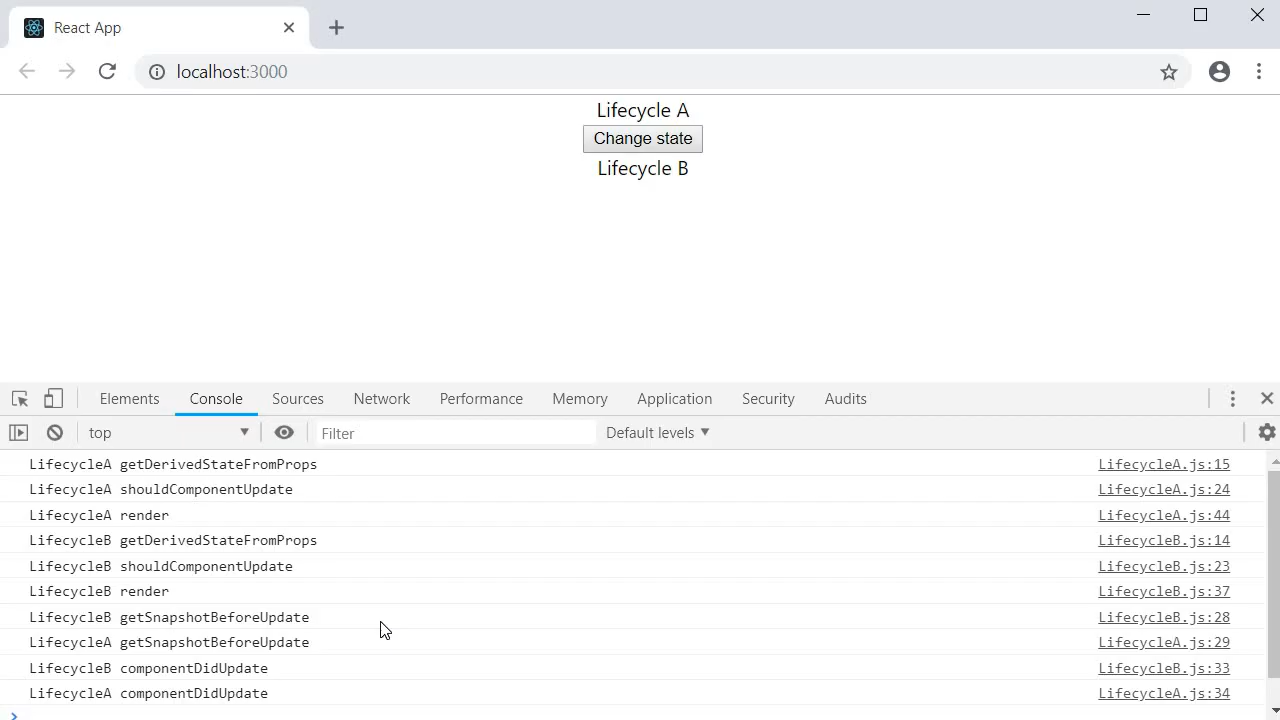 React App
localhost:3000
Lifecycle A
Change state
Lifecycle B
Elements Console Sources Network Performance Memory Application Security Audits
top Filter Default levels
LifecycleA getDerivedStateFromProps LifecycleA.js:15
LifecycleA shouldComponentUpdate LifecycleA.js:24
LifecycleA render LifecycleA.js:44
LifecycleB getDerivedStateFromProps LifecycleB.js:14
LifecycleB shouldComponentUpdate LifecycleB.js:23
LifecycleB render LifecycleB.js:37
LifecycleB getSnapshotBeforeUpdate LifecycleB.js:28
LifecycleA getSnapshotBeforeUpdate LifecycleA.js:29
LifecycleB componentDidUpdate LifecycleB.js:33
LifecycleA componentDidUpdate LifecycleA.js:34